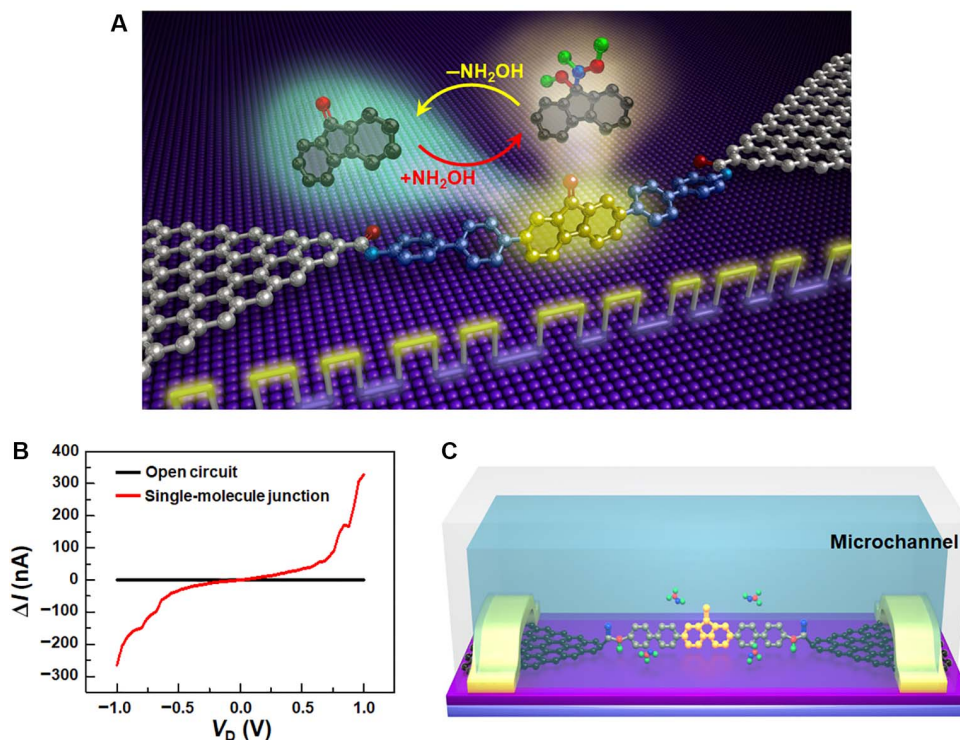 A
–NH₂OH
+NH₂OH
B
400
300
200
100
0
−100
−200
−300
ΔI (nA)
Open circuit
Single-molecule junction
−1.0
−0.5
0.0
0.5
1.0
V_D (V)
C
Microchannel